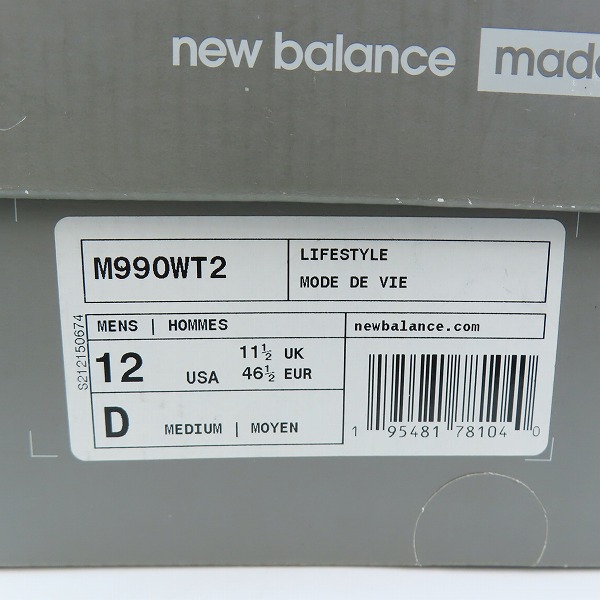 new balance made
M990WT2
LIFESTYLE
MODE DE VIE
MENS | HOMMES
newbalance.com
12 USA 11½ UK
46½ EUR
D MEDIUM | MOYEN
S212150674
1 95481 78104 0